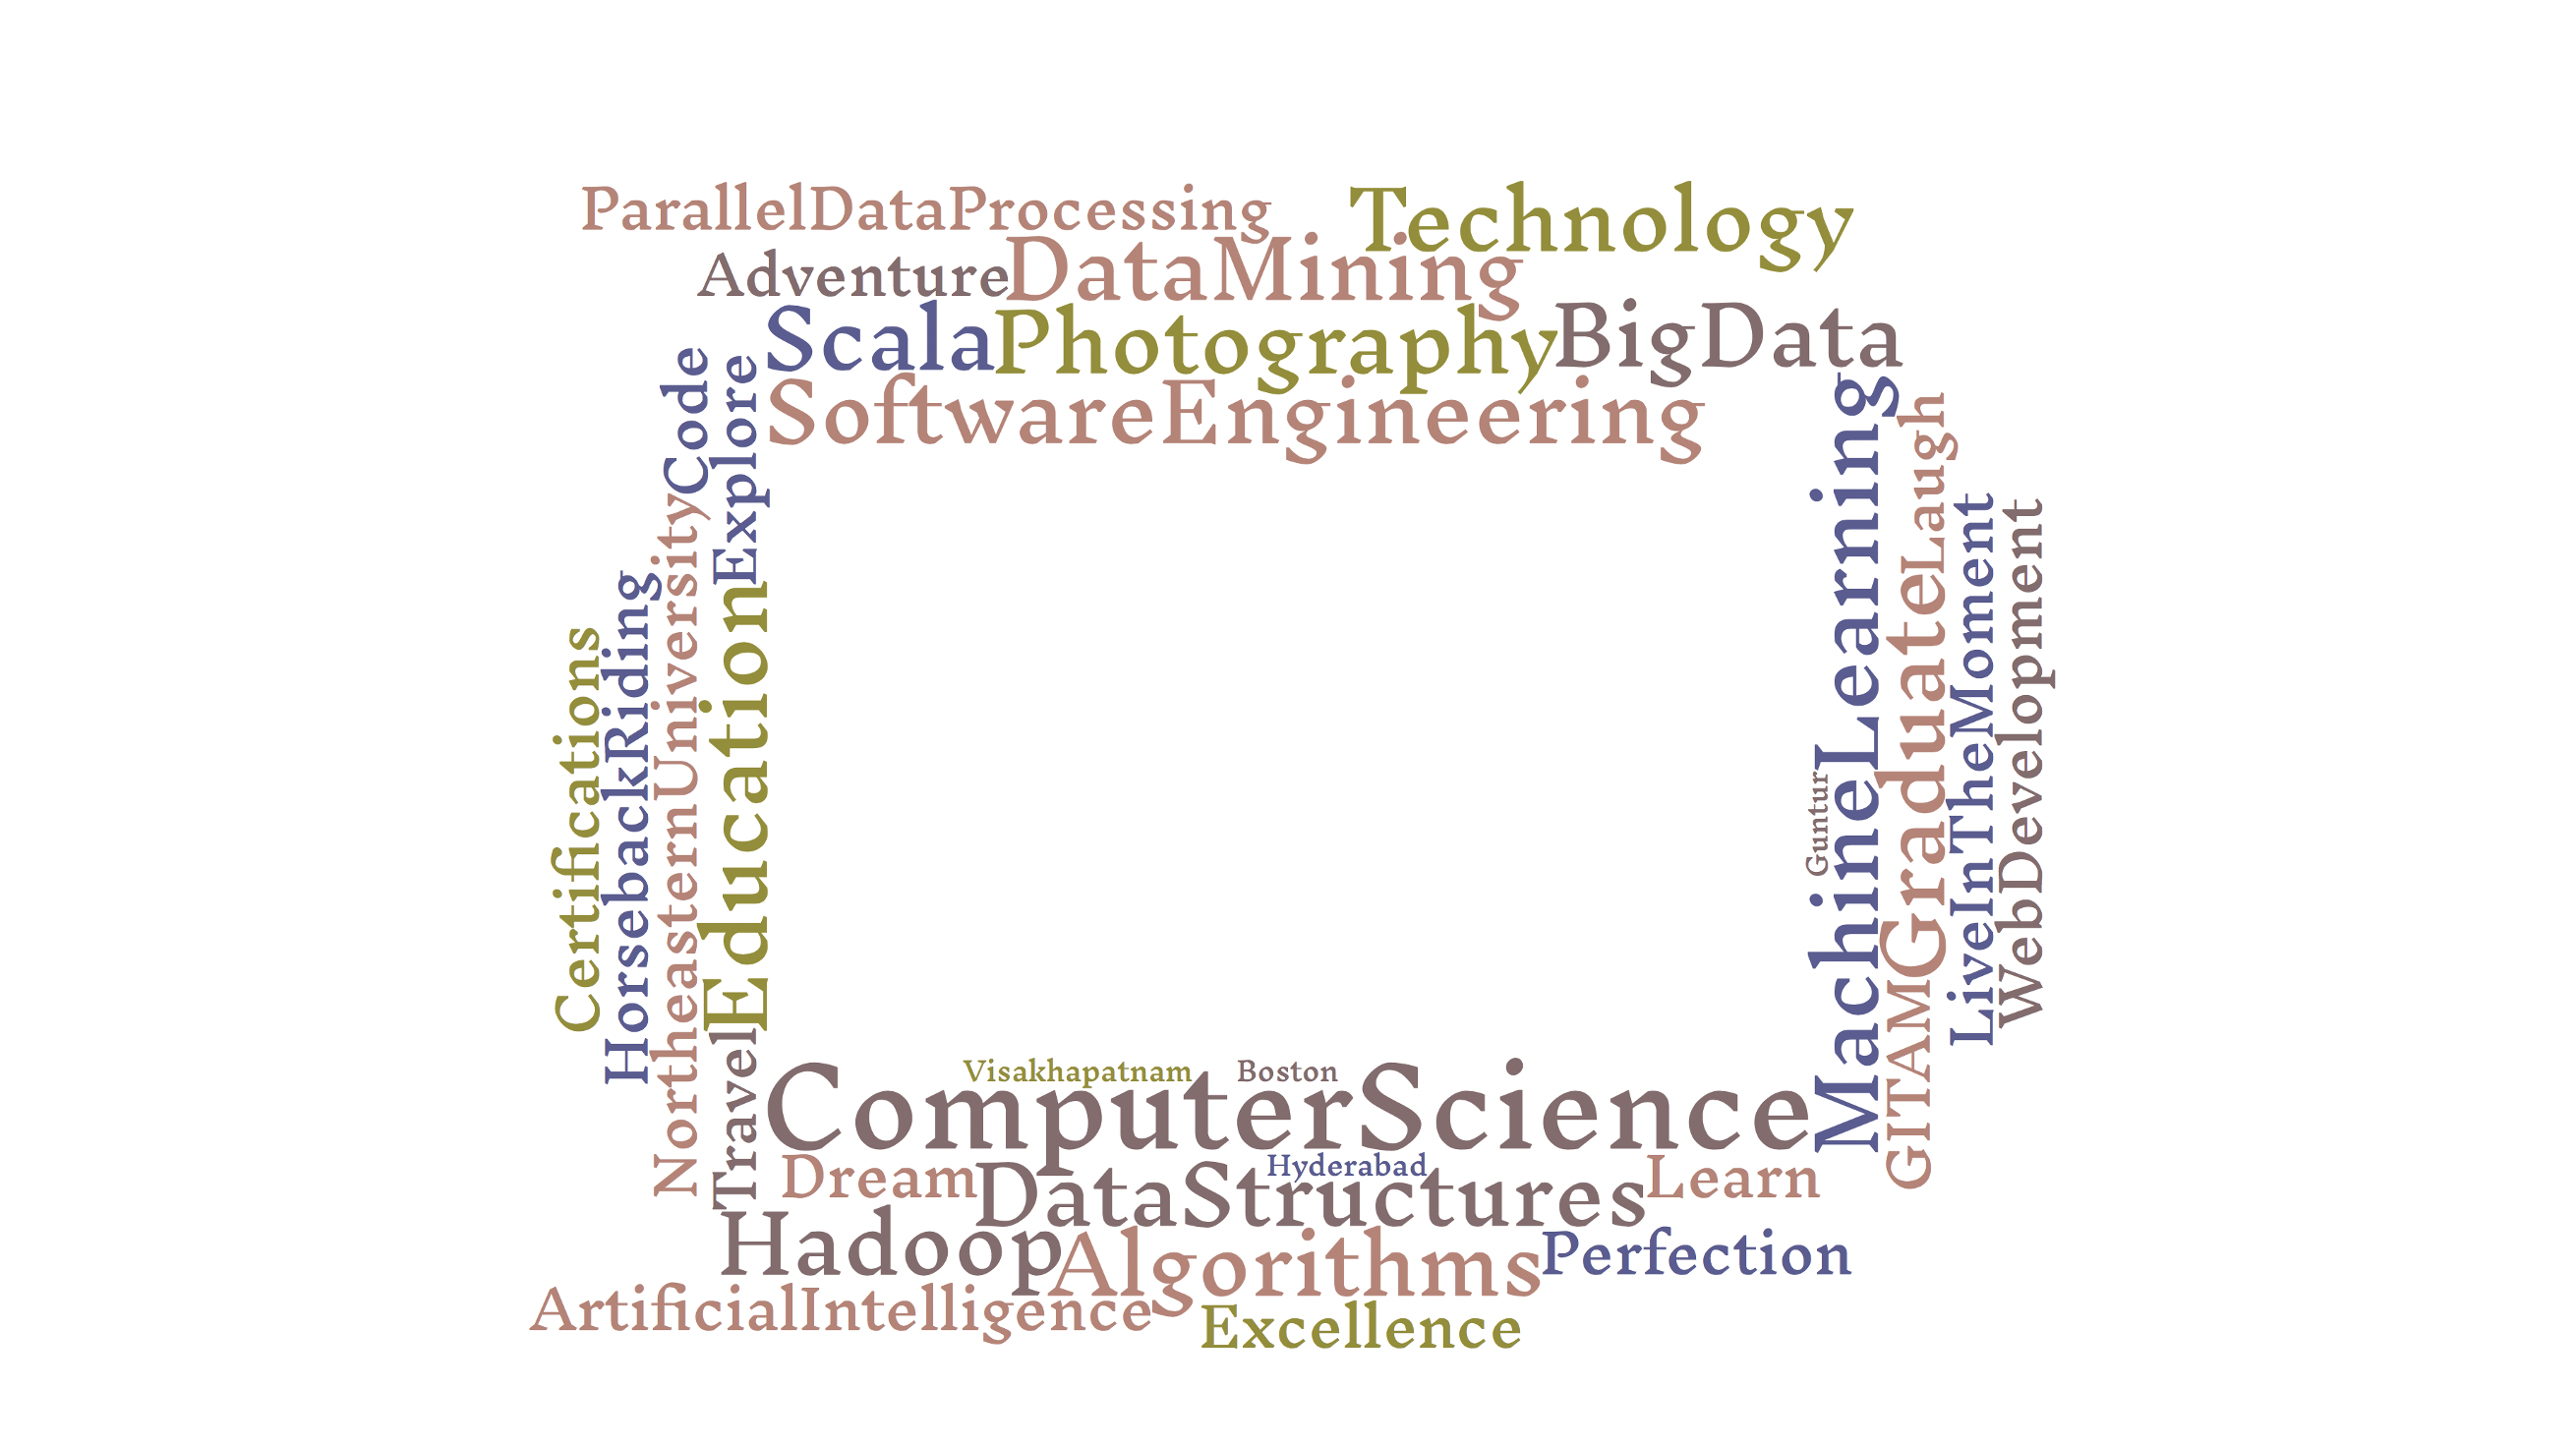 ParallelDataProcessing
Technology
Adventure
DataMining
Scala
Photography
BigData
SoftwareEngineering
Code
Explore
Certifications
HorsebackRiding
NortheasternUniversity
Education
Travel
MachineLearning
Guntur
Laugh
Graduate
GITAM
LiveInTheMoment
WebDevelopment
Visakhapatnam
Boston
ComputerScience
Dream
DataStructures
Hyderabad
Learn
Hadoop
Algorithms
Perfection
ArtificialIntelligence
Excellence